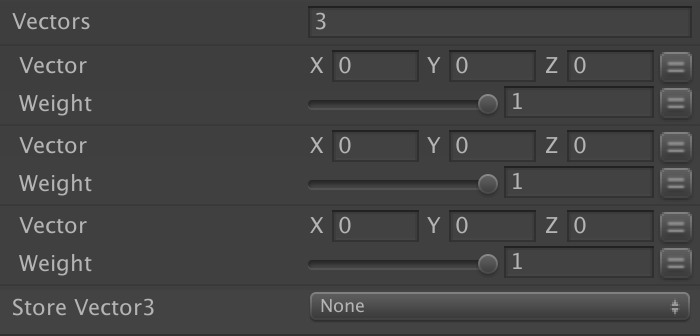 Vectors 3
Vector X 0 Y 0 Z 0
Weight 1
Vector X 0 Y 0 Z 0
Weight 1
Vector X 0 Y 0 Z 0
Weight 1
Store Vector3 None